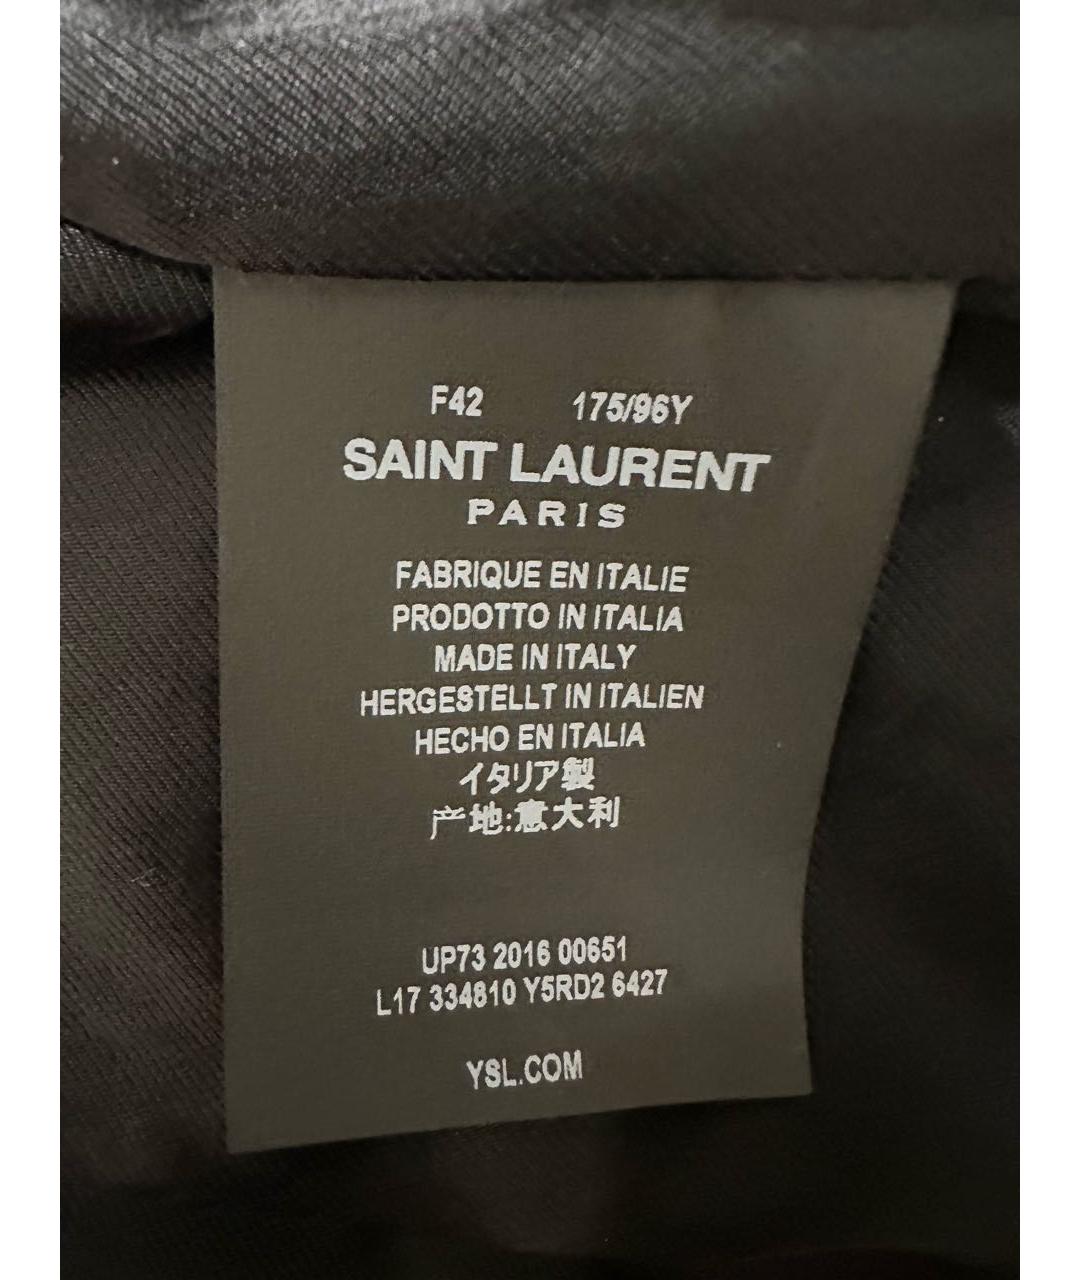 F42 175/96Y
SAINT LAURENT
PARIS
FABRIQUE EN ITALIE
PRODOTTO IN ITALIA
MADE IN ITALY
HERGESTELLT IN ITALIEN
HECHO EN ITALIA
イタリア製
产地:意大利
UP73 2016 00651
L17 334810 Y5RD2 6427
YSL.COM